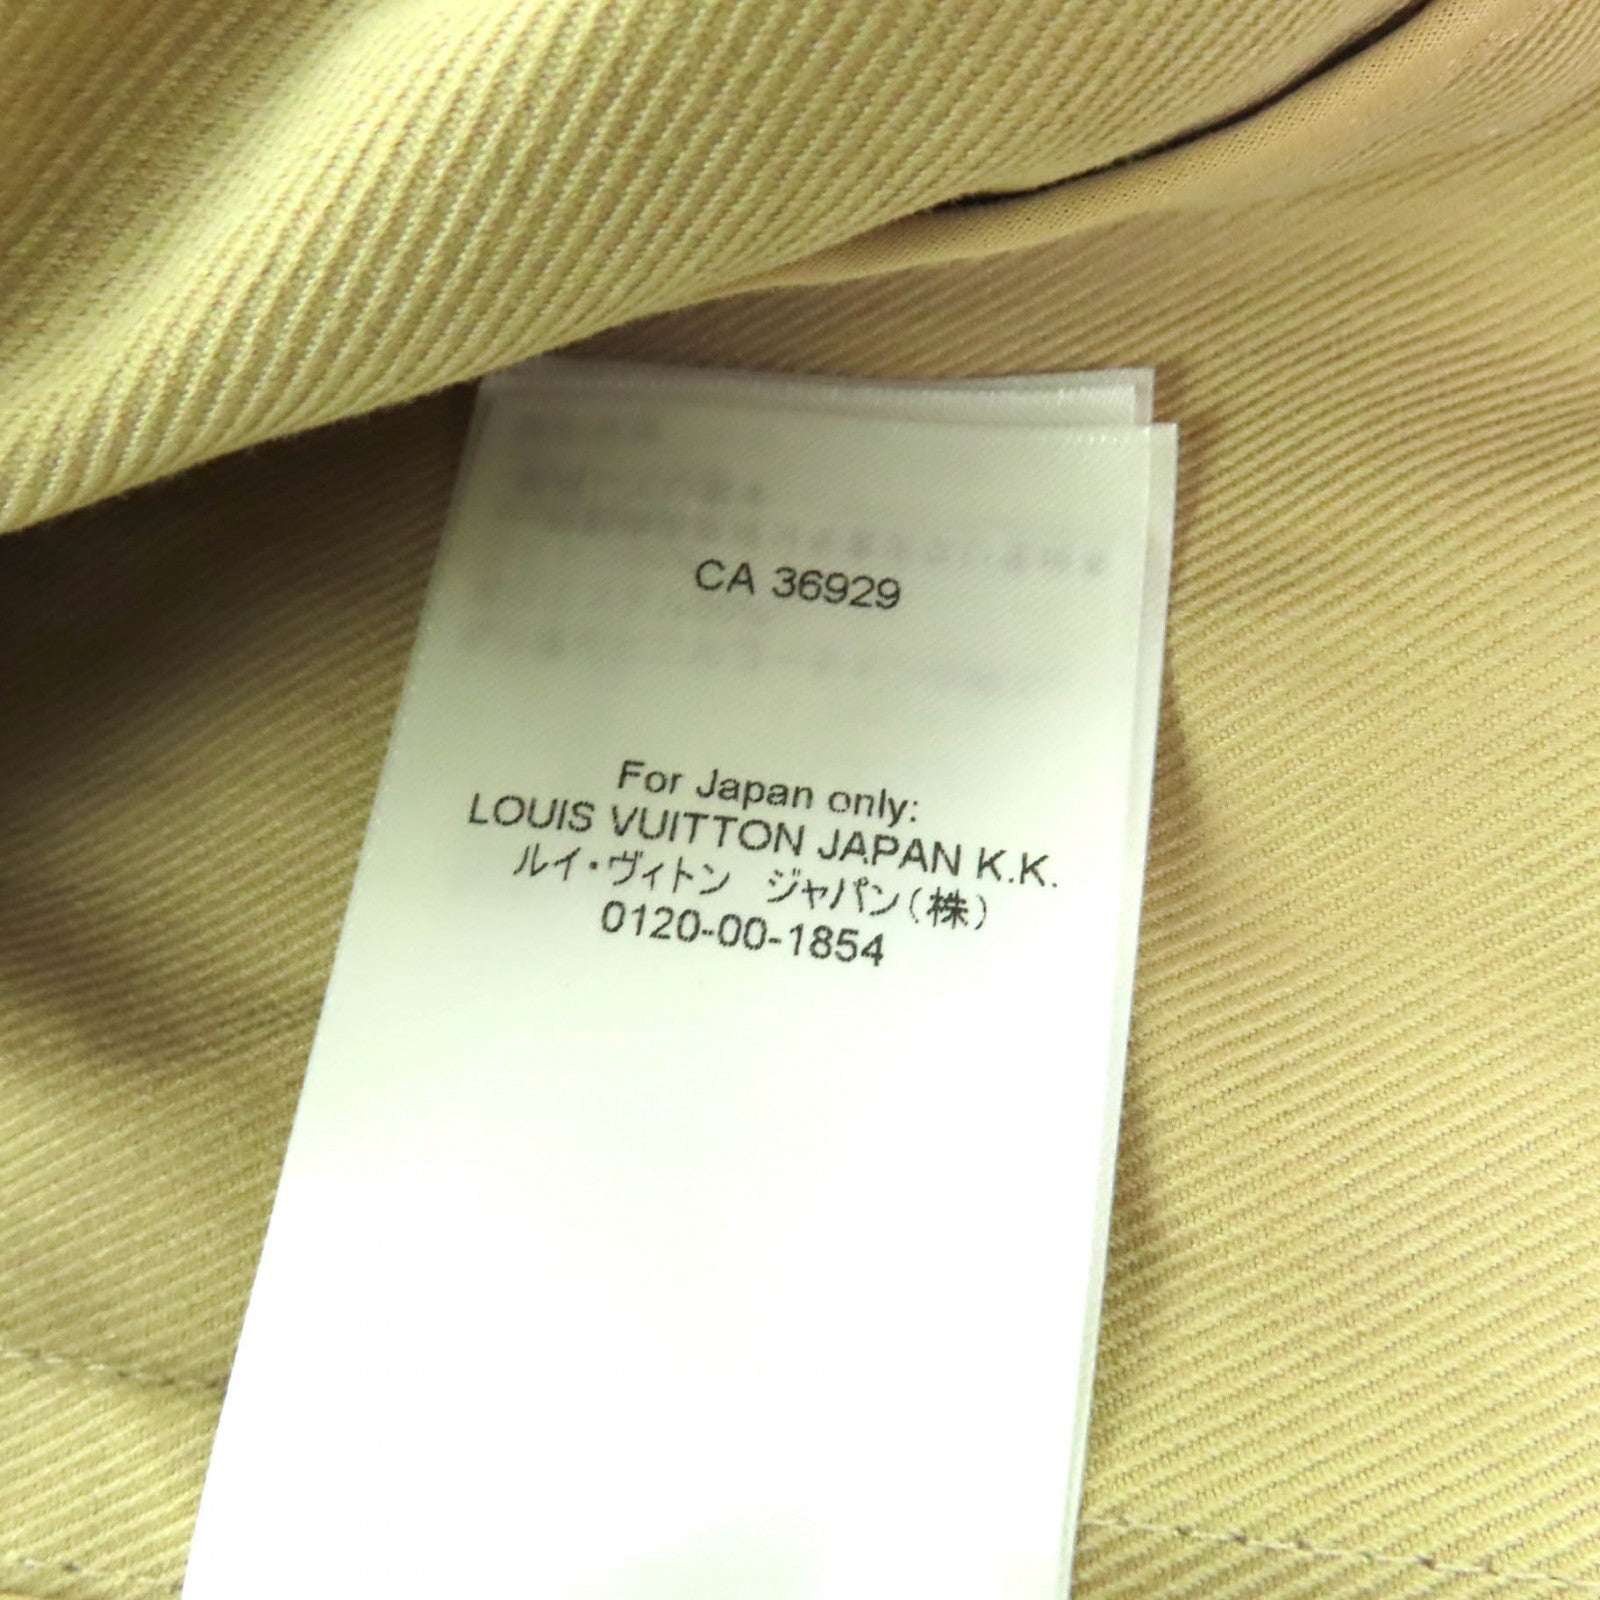 CA 36929
For Japan only:
LOUIS VUITTON JAPAN K.K.
ルイ・ヴィトン ジャパン(株)
0120-00-1854